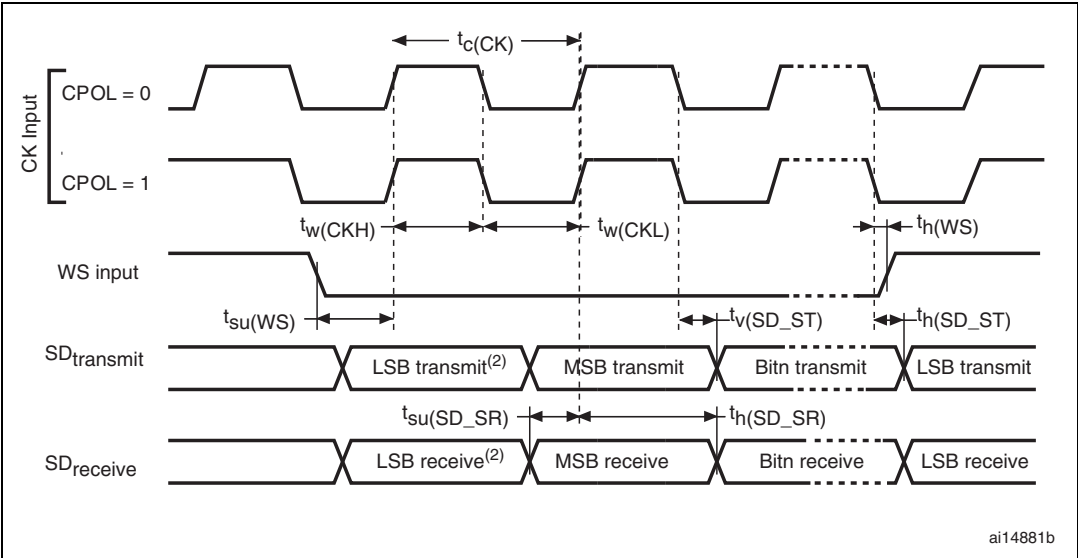 tc(CK)
CK Input
CPOL = 0
CPOL = 1
tw(CKH)
tw(CKL)
th(WS)
WS input
tsu(WS)
tv(SD_ST)
th(SD_ST)
SDtransmit
LSB transmit(2)
MSB transmit
Bitn transmit
LSB transmit
tsu(SD_SR)
th(SD_SR)
SDreceive
LSB receive(2)
MSB receive
Bitn receive
LSB receive
ai14881b